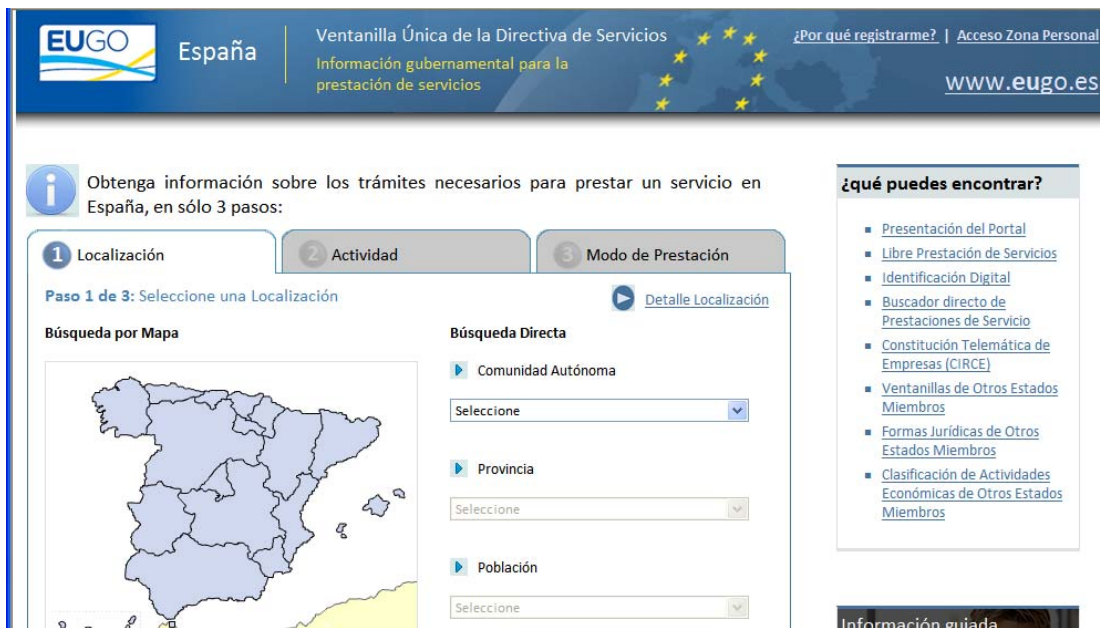 EUGO
España
Ventanilla Única de la Directiva de Servicios
Información gubernamental para la
prestación de servicios
¿Por qué registrarme? | Acceso Zona Personal
www.eugo.es
Obtenga información sobre los trámites necesarios para prestar un servicio en
España, en sólo 3 pasos:
1 Localización
2 Actividad
3 Modo de Prestación
Paso 1 de 3: Seleccione una Localización
Detalle Localización
Búsqueda por Mapa
Búsqueda Directa
Comunidad Autónoma
Seleccione
Provincia
Seleccione
Población
Seleccione
¿qué puedes encontrar?
Presentación del Portal
Libre Prestación de Servicios
Identificación Digital
Buscador directo de
Prestaciones de Servicio
Constitución Telemática de
Empresas (CIRCE)
Ventanillas de Otros Estados
Miembros
Formas Jurídicas de Otros
Estados Miembros
Clasificación de Actividades
Económicas de Otros Estados
Miembros
Información guiada